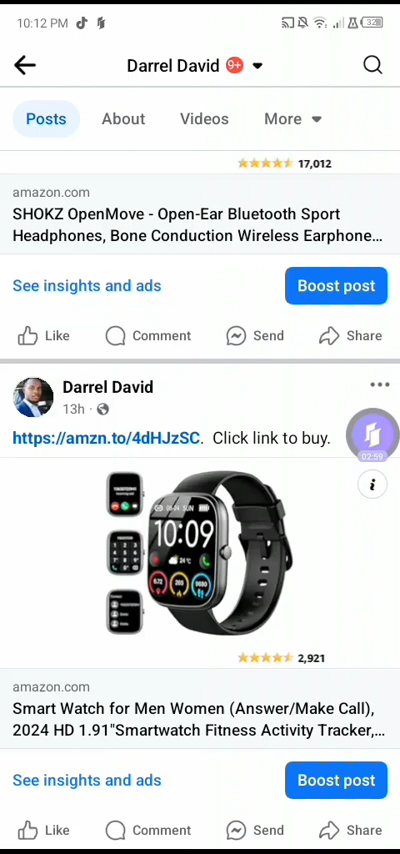 10:12 PM
32
Darrel David 9+
Posts About Videos More
17,012
amazon.com
SHOKZ OpenMove - Open-Ear Bluetooth Sport
Headphones, Bone Conduction Wireless Earphone...
See insights and ads Boost post
Like Comment Send Share
Darrel David
13h ·
https://amzn.to/4dHJzSC. Click link to buy.
02:59
i
10:09
24°C
2,921
amazon.com
Smart Watch for Men Women (Answer/Make Call),
2024 HD 1.91"Smartwatch Fitness Activity Tracker,...
See insights and ads Boost post
Like Comment Send Share